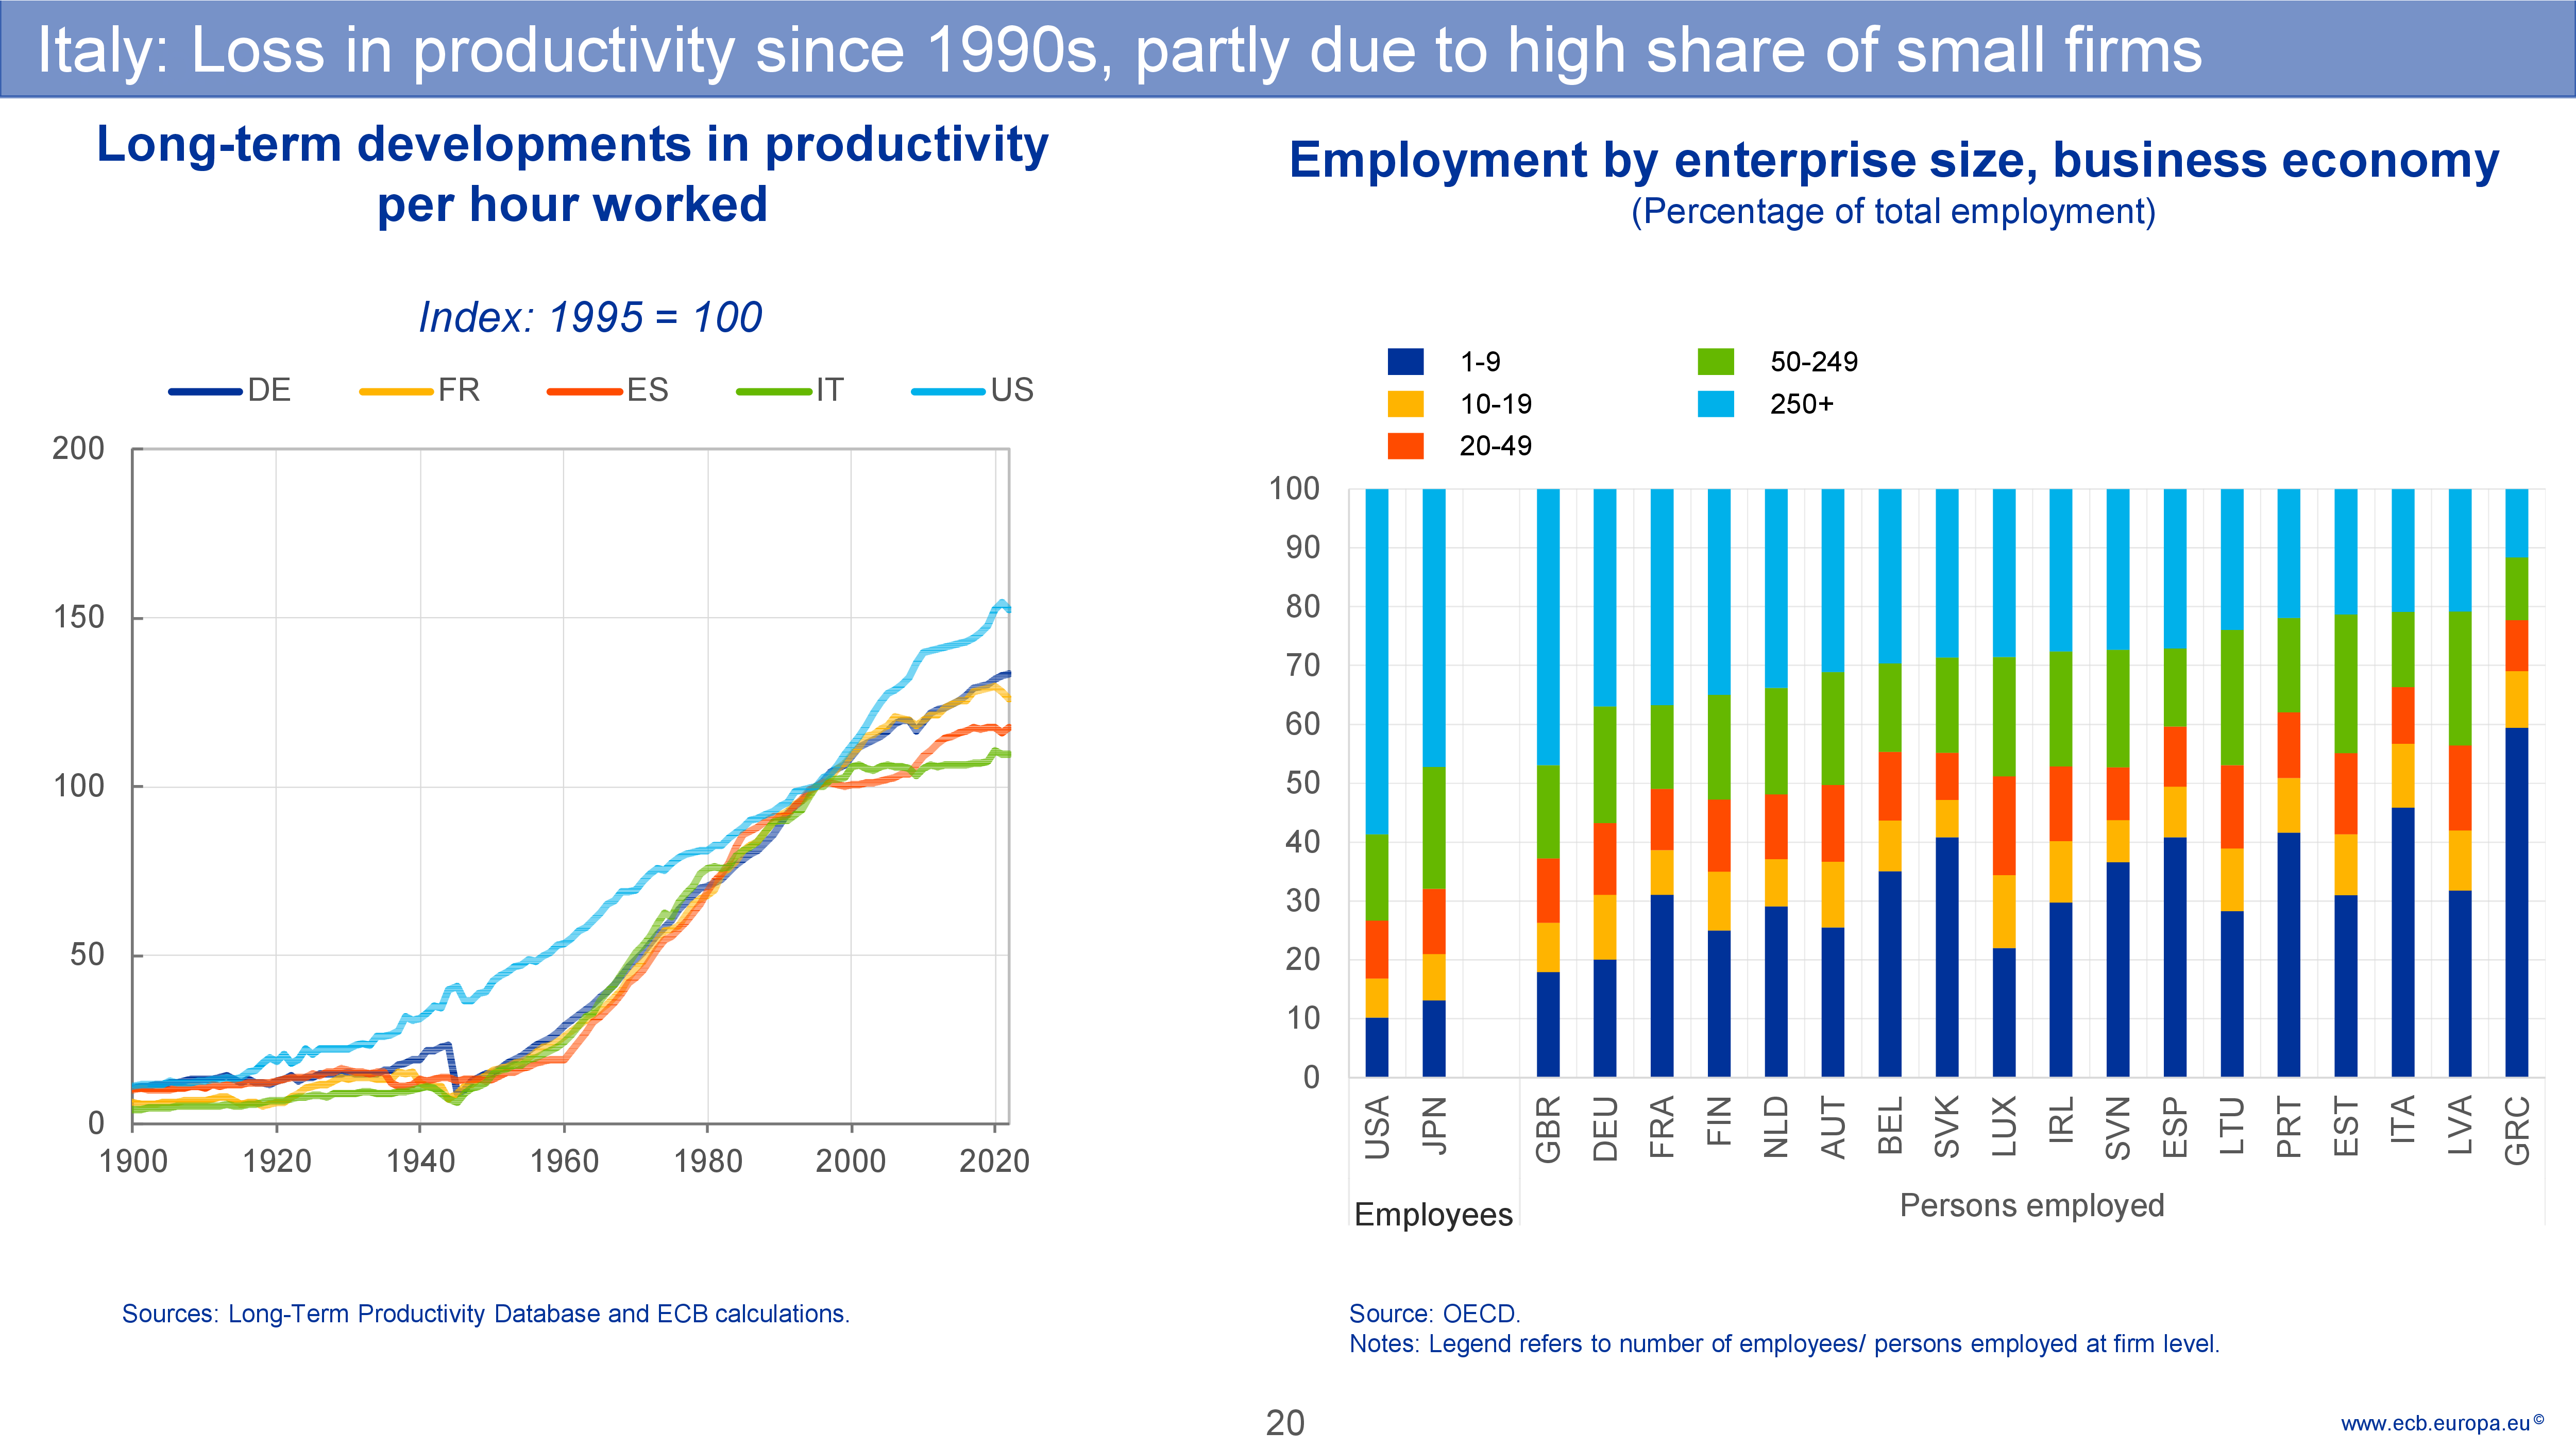 Italy: Loss in productivity since 1990s, partly due to high share of small firms
Long-term developments in productivity
per hour worked
Index: 1995 = 100
DE FR ES IT US
200
150
100
50
0
1900 1920 1940 1960 1980 2000 2020
Sources: Long-Term Productivity Database and ECB calculations.
Employment by enterprise size, business economy
(Percentage of total employment)
1-9 50-249
10-19 250+
20-49
100
90
80
70
60
50
40
30
20
10
0
USA JPN GBR DEU FRA FIN NLD AUT BEL SVK LUX IRL SVN ESP LTU PRT EST ITA LVA GRC
Employees Persons employed
Source: OECD.
Notes: Legend refers to number of employees/ persons employed at firm level.
20
www.ecb.europa.eu©